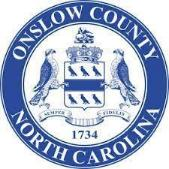 ONSLOW COUNTY
SEMPER FIDELIS
1734
NORTH CAROLINA